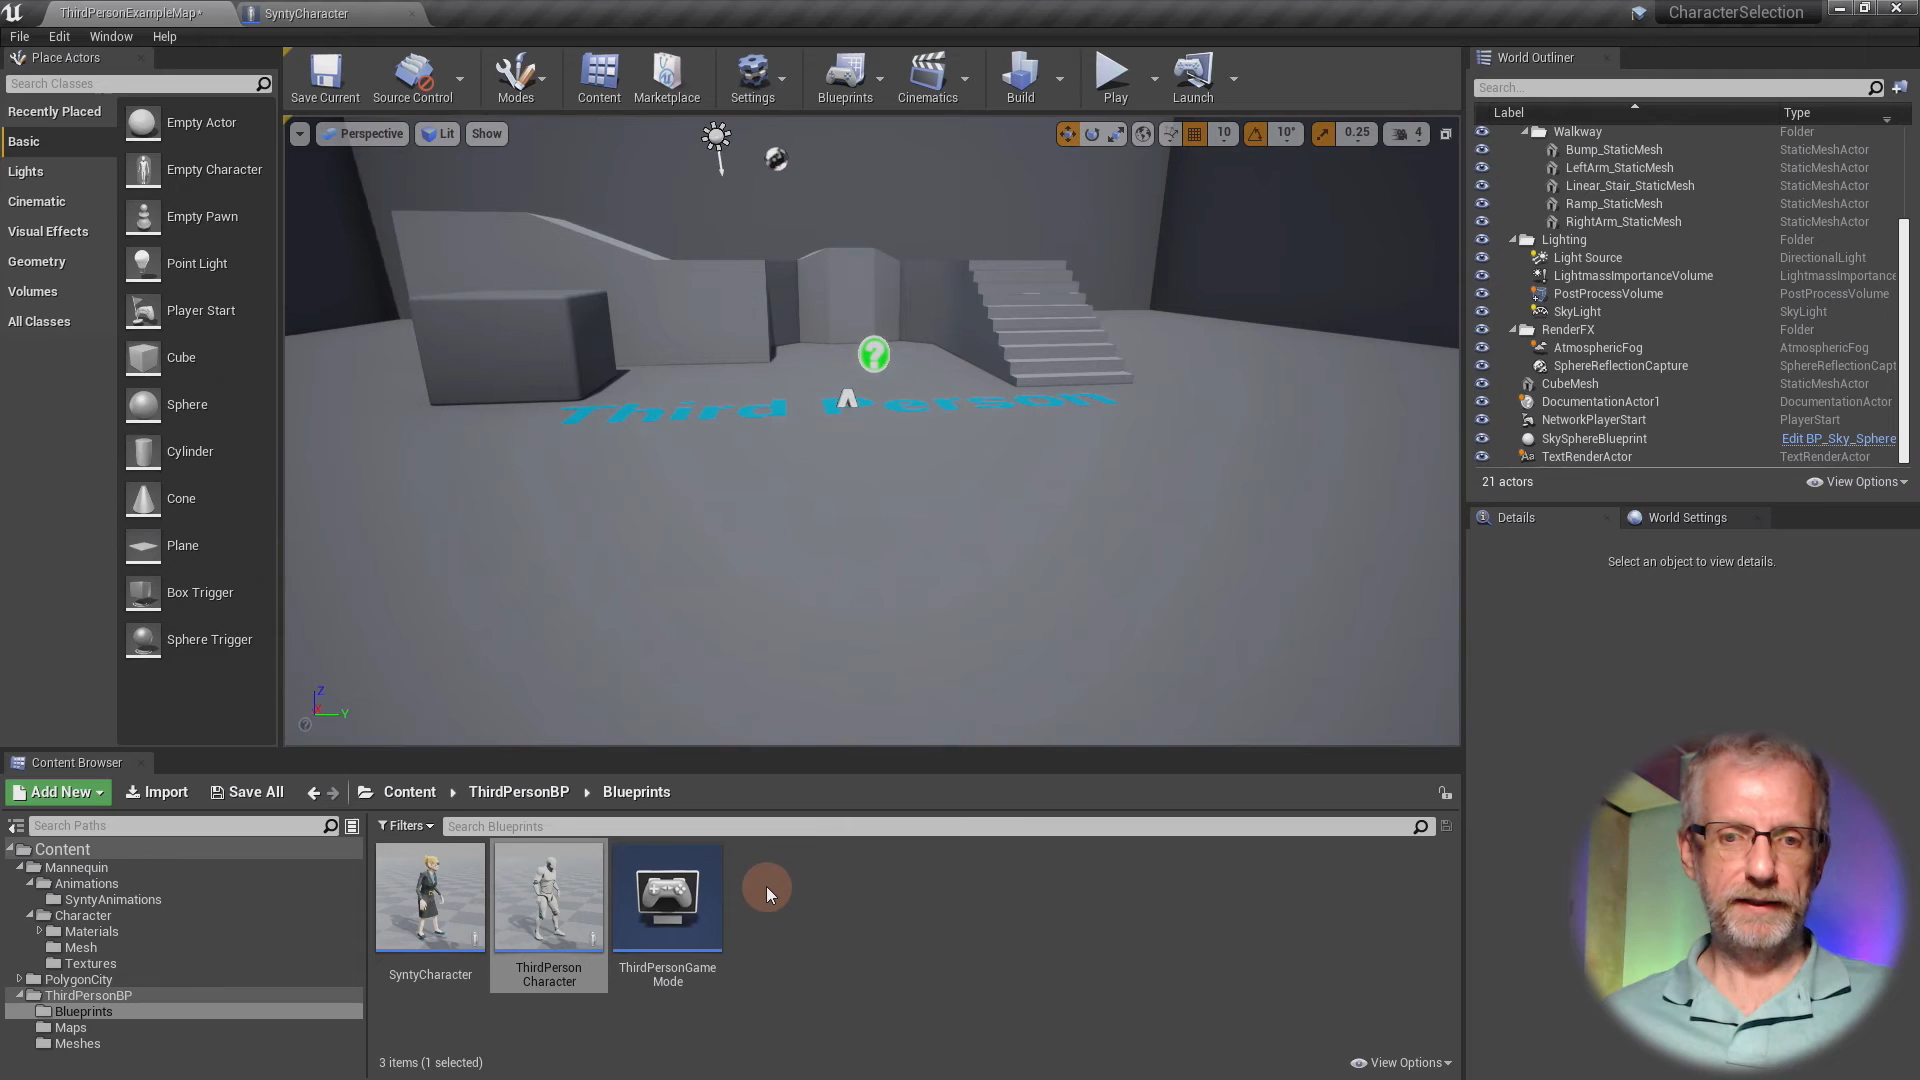 ThirdPersonExampleMap*
SyntyCharacter
CharacterSelection
File Edit Window Help
Place Actors
Search Classes
Recently Placed
Basic
Lights
Cinematic
Visual Effects
Geometry
Volumes
All Classes
Empty Actor
Empty Character
Empty Pawn
Point Light
Player Start
Cube
Sphere
Cylinder
Cone
Plane
Box Trigger
Sphere Trigger
Save Current
Source Control
Modes
Content
Marketplace
Settings
Blueprints
Cinematics
Build
Play
Launch
Perspective
Lit
Show
10
10°
0.25
4
Third Person
Z
X
Y
World Outliner
Search...
Label Type
Walkway Folder
Bump_StaticMesh StaticMeshActor
LeftArm_StaticMesh StaticMeshActor
Linear_Stair_StaticMesh StaticMeshActor
Ramp_StaticMesh StaticMeshActor
RightArm_StaticMesh StaticMeshActor
Lighting Folder
Light Source DirectionalLight
LightmassImportanceVolume LightmassImportance
PostProcessVolume PostProcessVolume
SkyLight SkyLight
RenderFX Folder
AtmosphericFog AtmosphericFog
SphereReflectionCapture SphereReflectionCapt
CubeMesh StaticMeshActor
DocumentationActor1 DocumentationActor
NetworkPlayerStart PlayerStart
SkySphereBlueprint Edit BP_Sky_Sphere
TextRenderActor TextRenderActor
21 actors
View Options
Details
World Settings
Select an object to view details.
Content Browser
Add New
Import
Save All
Content
ThirdPersonBP
Blueprints
Search Paths
Filters
Search Blueprints
Content
Mannequin
Animations
SyntyAnimations
Character
Materials
Mesh
Textures
PolygonCity
ThirdPersonBP
Blueprints
Maps
Meshes
SyntyCharacter
ThirdPerson
Character
ThirdPersonGame
Mode
3 items (1 selected)
View Options